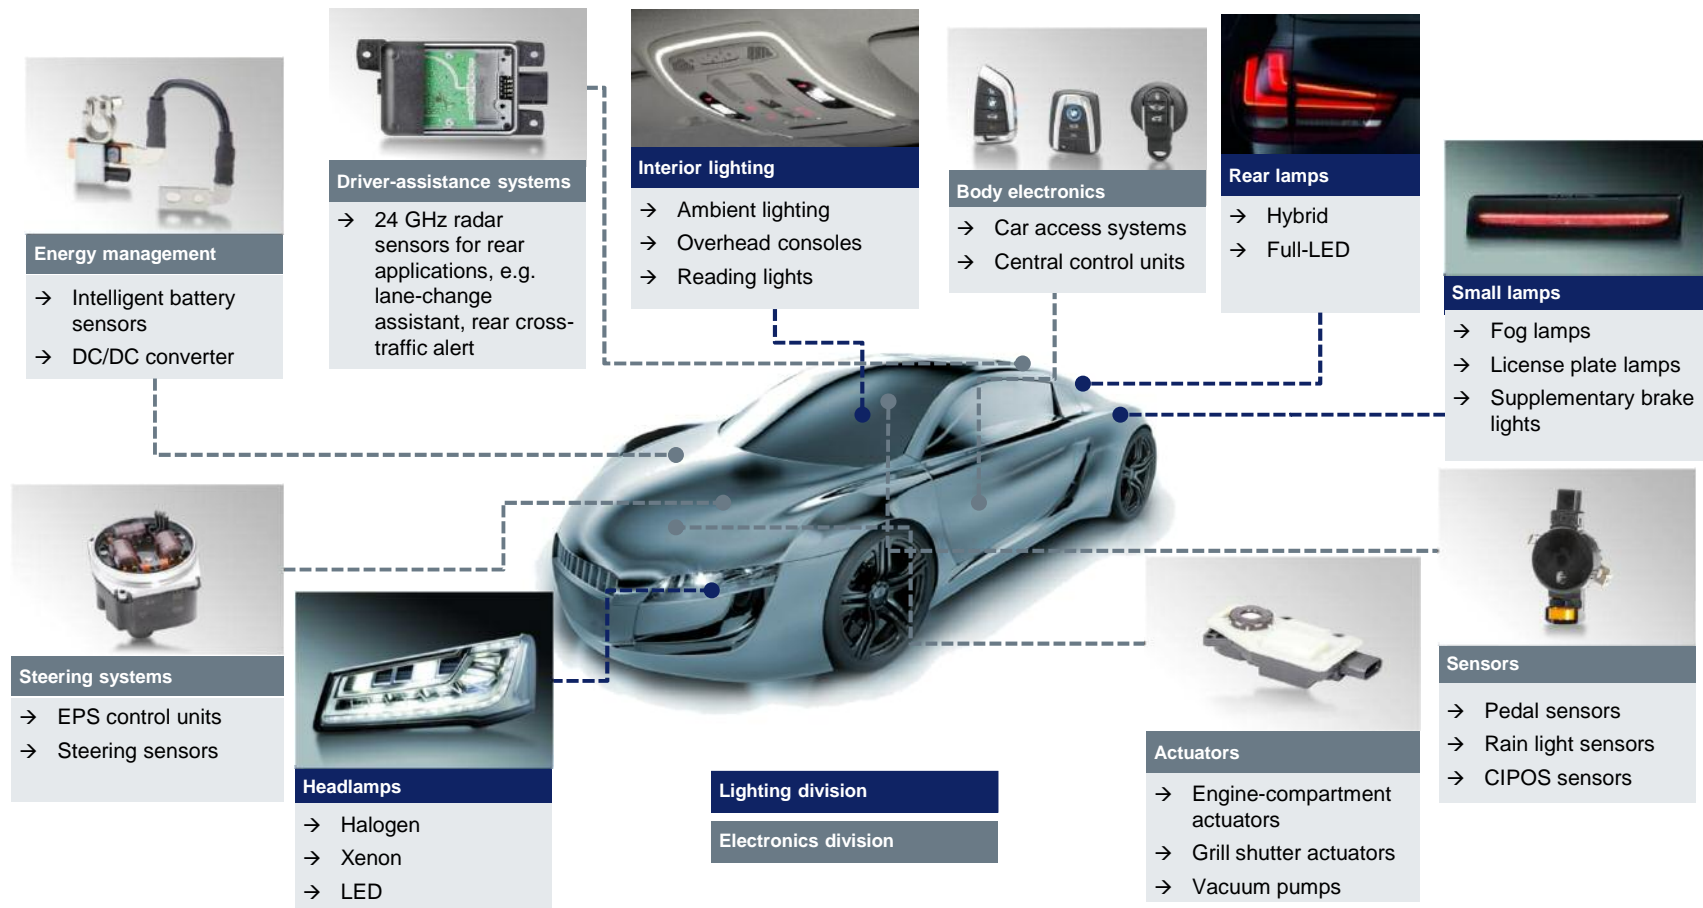 Energy management
→ Intelligent battery
sensors
→ DC/DC converter
Driver-assistance systems
→ 24 GHz radar
sensors for rear
applications, e.g.
lane-change
assistant, rear cross-
traffic alert
Interior lighting
→ Ambient lighting
→ Overhead consoles
→ Reading lights
Body electronics
→ Car access systems
→ Central control units
Rear lamps
→ Hybrid
→ Full-LED
Small lamps
→ Fog lamps
→ License plate lamps
→ Supplementary brake
lights
Steering systems
→ EPS control units
→ Steering sensors
Headlamps
→ Halogen
→ Xenon
→ LED
Lighting division
Electronics division
Actuators
→ Engine-compartment
actuators
→ Grill shutter actuators
→ Vacuum pumps
Sensors
→ Pedal sensors
→ Rain light sensors
→ CIPOS sensors